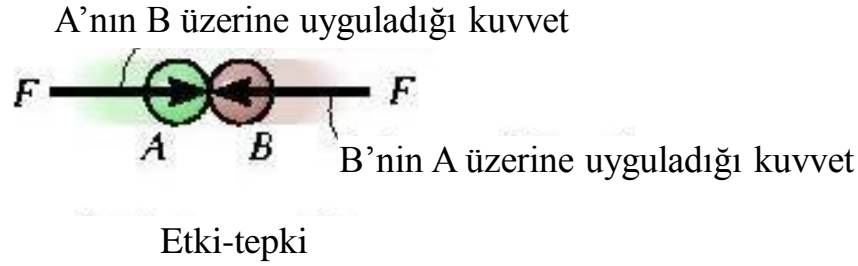 A’nın B üzerine uyguladığı kuvvet
F F
A B
B’nin A üzerine uyguladığı kuvvet
Etki-tepki